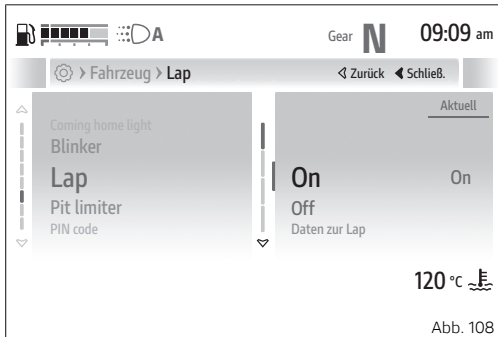 A Gear N 09:09 am
> Fahrzeug > Lap Zurück Schließ.
Aktuell
Coming home light
Blinker
Lap On On
Pit limiter Off
PIN code Daten zur Lap
120 °C
Abb. 108